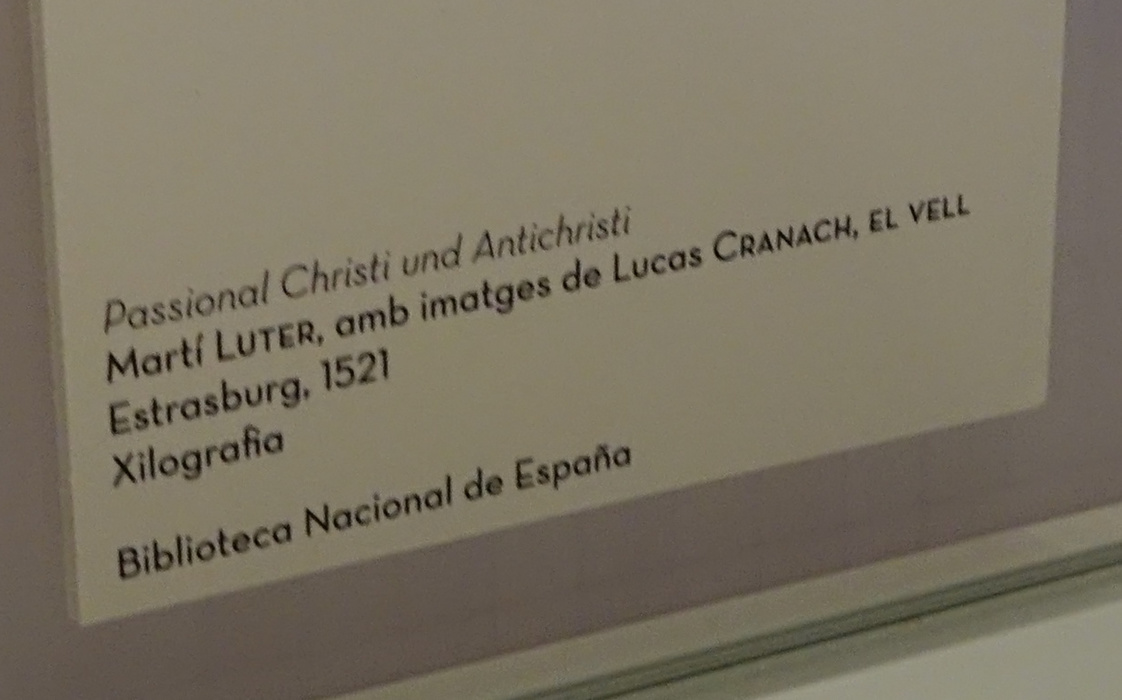 Passional Christi und Antichristi
Martí LUTER, amb imatges de Lucas CRANACH, EL VELL
Estrasburg, 1521
Xilografia
Biblioteca Nacional de España